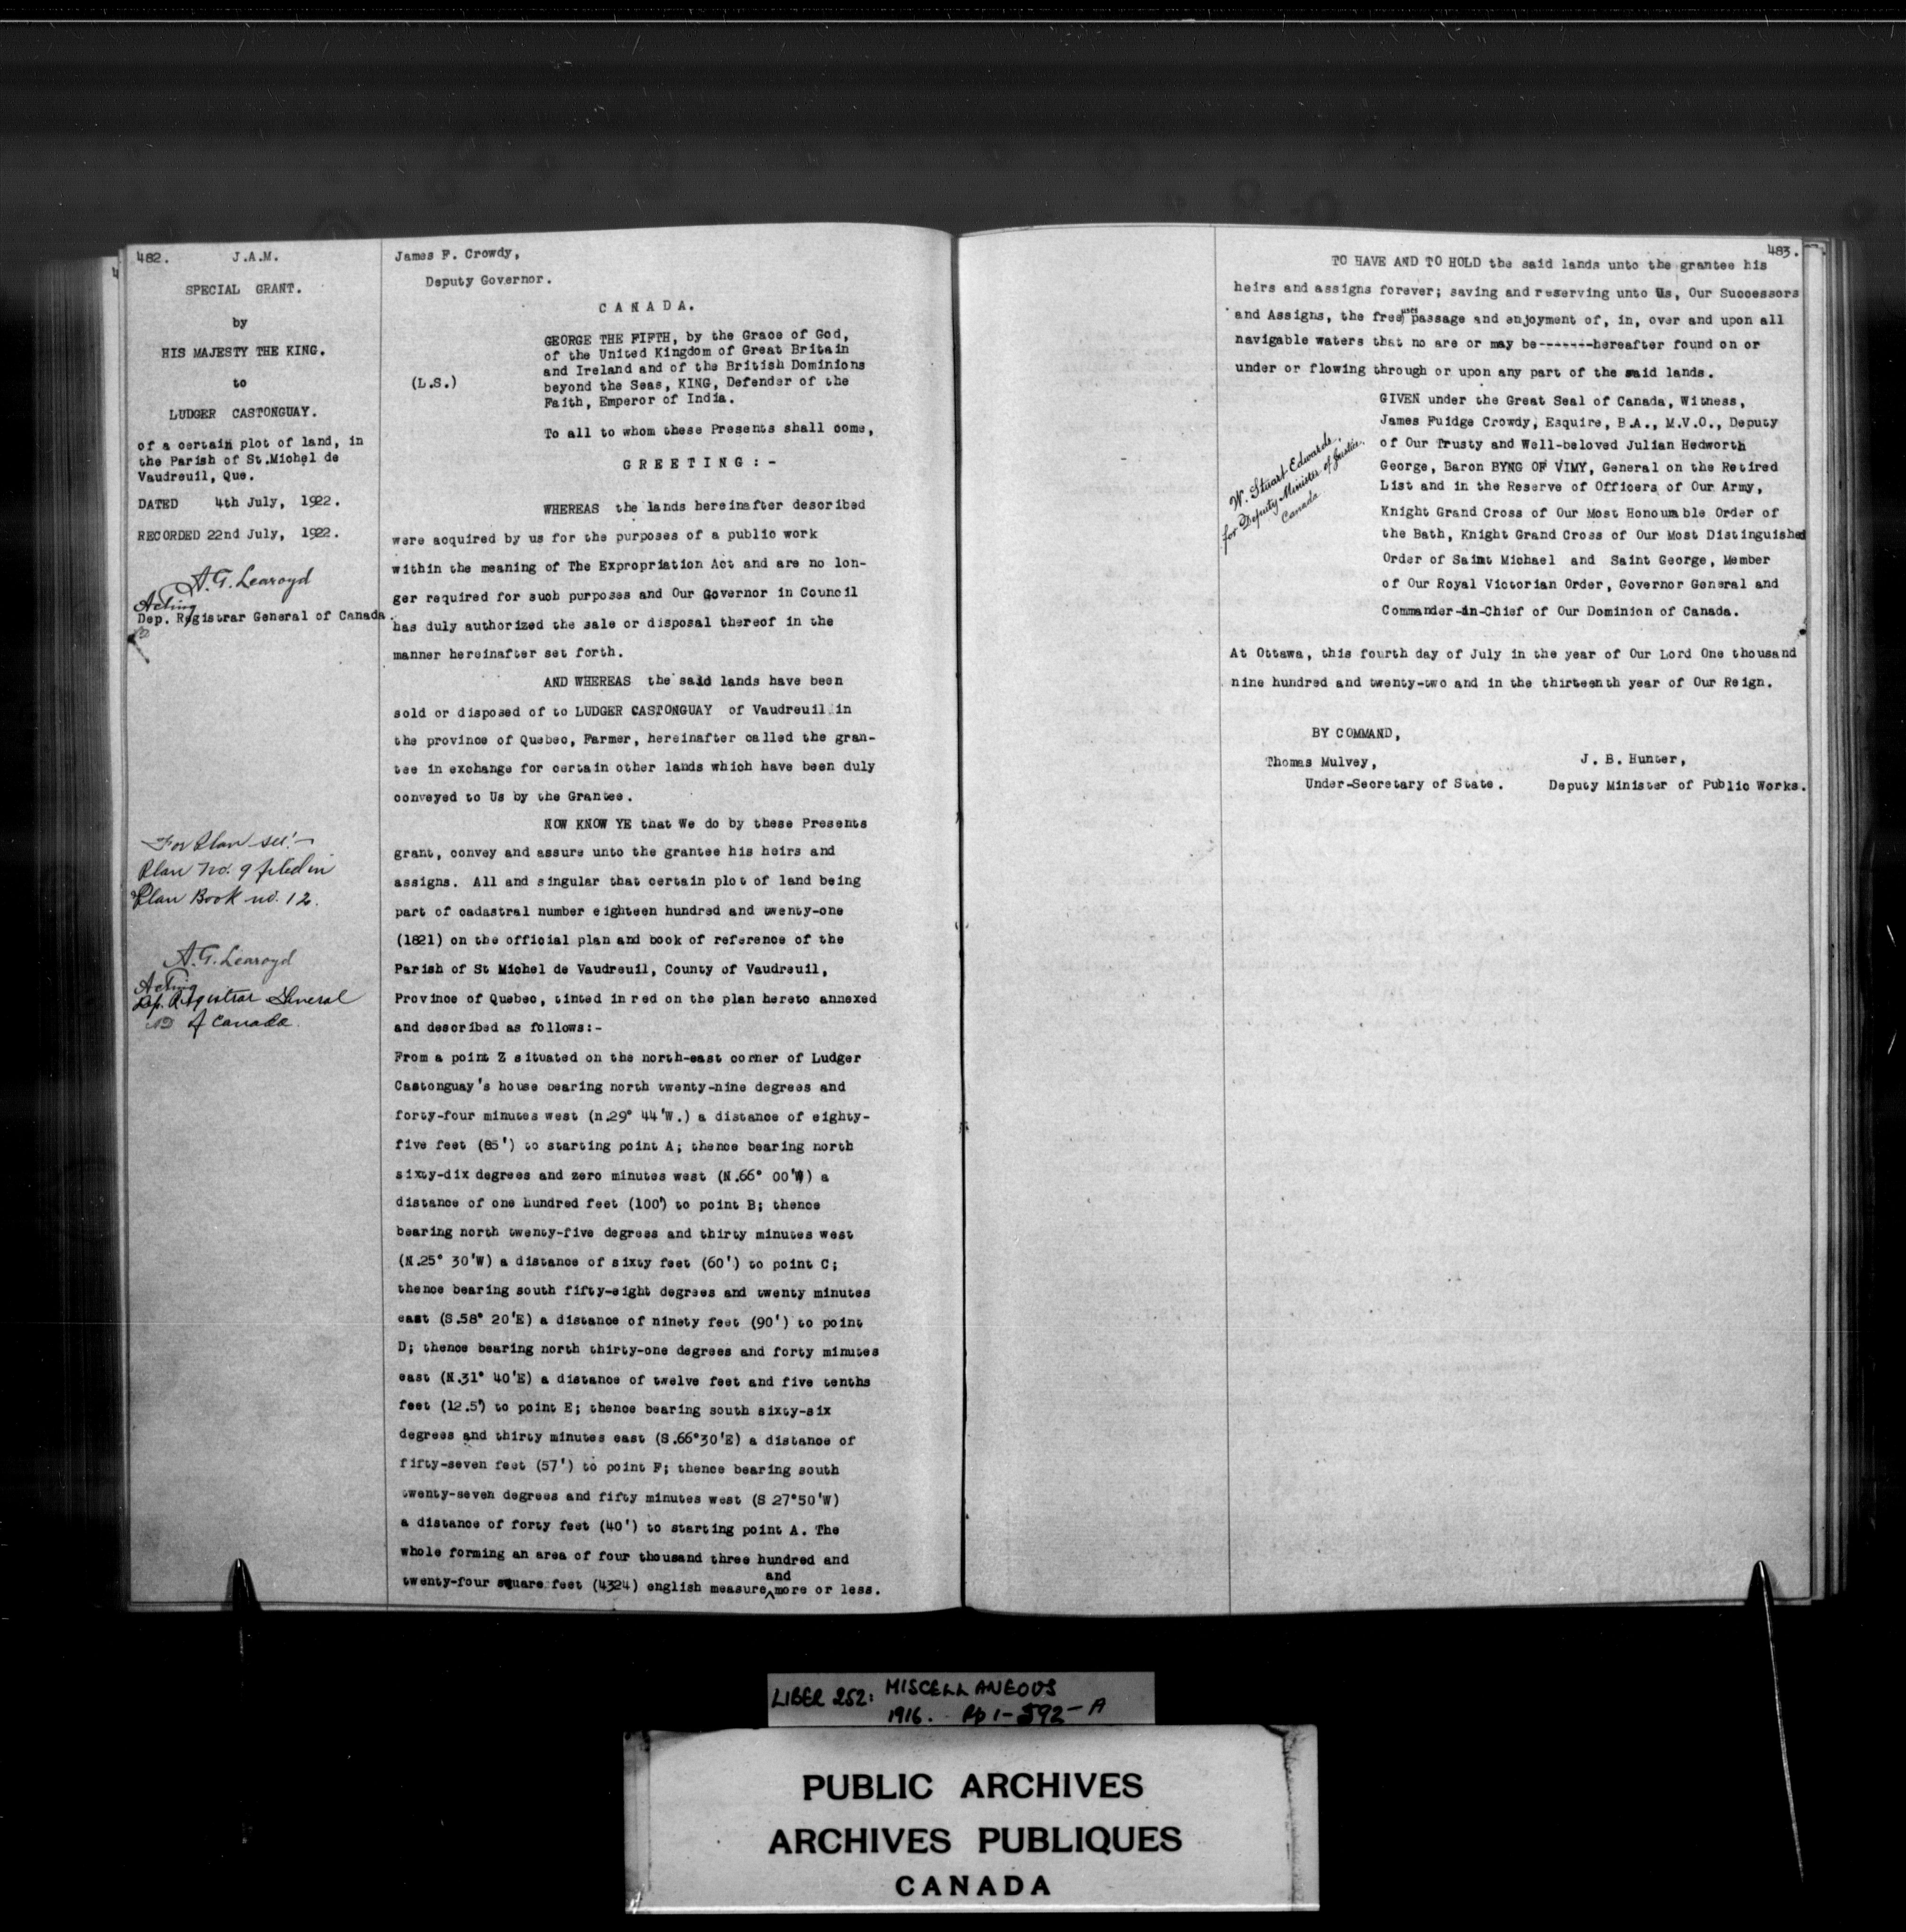 482. J.A.M.
SPECIAL GRANT.
by
HIS MAJESTY THE KING.
to
LUDGER CASTONGUAY.
of a certain plot of land, in
the Parish of St.Michel de
Vaudreuil, Que.
DATED 4th July, 1922.
RECORDED 22nd July, 1922.
A.G. Learoyd
Acting
Dep. Registrar General of Canada.
For Plan see:-
Plan No. 9 filed in
Plan Book no. 12.
A.G. Learoyd
Acting
Dep. Registrar General
of Canada.
James F. Crowdy,
Deputy Governor.
C A N A D A.
GEORGE THE FIFTH, by the Grace of God,
of the United Kingdom of Great Britain
and Ireland and of the British Dominions
(L.S.) beyond the Seas, KING, Defender of the
Faith, Emperor of India.
To all to whom these Presents shall come,
G R E E T I N G : -
WHEREAS the lands hereinafter described
were acquired by us for the purposes of a public work
within the meaning of The Expropriation Act and are no lon-
ger required for such purposes and Our Governor in Council
has duly authorized the sale or disposal thereof in the
manner hereinafter set forth.
AND WHEREAS the said lands have been
sold or disposed of to LUDGER CASTONGUAY of Vaudreuil in
the province of Quebec, Farmer, hereinafter called the gran-
tee in exchange for certain other lands which have been duly
conveyed to Us by the Grantee.
NOW KNOW YE that We do by these Presents
grant, convey and assure unto the grantee his heirs and
assigns. All and singular that certain plot of land being
part of cadastral number eighteen hundred and twenty-one
(1821) on the official plan and book of reference of the
Parish of St Michel de Vaudreuil, County of Vaudreuil,
Province of Quebec, tinted in red on the plan hereto annexed
and described as follows:-
From a point Z situated on the north-east corner of Ludger
Castonguay's house bearing north twenty-nine degrees and
forty-four minutes west (n.29° 44'W.) a distance of eighty-
five feet (85') to starting point A; thence bearing north
sixty-dix degrees and zero minutes west (N.66° 00'W) a
distance of one hundred feet (100') to point B; thence
bearing north twenty-five degrees and thirty minutes west
(N.25° 30'W) a distance of sixty feet (60') to point C;
thence bearing south fifty-eight degrees and twenty minutes
east (S.58° 20'E) a distance of ninety feet (90') to point
D; thence bearing north thirty-one degrees and forty minutes
east (N.31° 40'E) a distance of twelve feet and five tenths
feet (12.5') to point E; thence bearing south sixty-six
degrees and thirty minutes east (S.66°30'E) a distance of
fifty-seven feet (57') to point F; thence bearing south
twenty-seven degrees and fifty minutes west (S 27°50'W)
a distance of forty feet (40') to starting point A. The
whole forming an area of four thousand three hundred and
twenty-four square feet (4324) english measure and more or less.
483.
TO HAVE AND TO HOLD the said lands unto the grantee his
heirs and assigns forever; saving and reserving unto Us, Our Successors
and Assigns, the free uses passage and enjoyment of, in, over and upon all
navigable waters that no are or may be-------hereafter found on or
under or flowing through or upon any part of the said lands.
W. Stuart Edwards,
for Deputy Minister of Justice,
Canada
GIVEN under the Great Seal of Canada, Witness,
James Fuidge Crowdy, Esquire, B.A., M.V.O., Deputy
of Our Trusty and Well-beloved Julian Hedworth
George, Baron BYNG OF VIMY, General on the Retired
List and in the Reserve of Officers of Our Army,
Knight Grand Cross of Our Most Honourable Order of
the Bath, Knight Grand Cross of Our Most Distinguished
Order of Saint Michael and Saint George, Member
of Our Royal Victorian Order, Governor General and
Commander-in-Chief of Our Dominion of Canada.
At Ottawa, this fourth day of July in the year of Our Lord One thousand
nine hundred and twenty-two and in the thirteenth year of Our Reign.
BY COMMAND,
Thomas Mulvey, J. B. Hunter,
Under-Secretary of State. Deputy Minister of Public Works.
LIBER 252: MISCELLANEOUS
1916. Pp 1-592-A
PUBLIC ARCHIVES
ARCHIVES PUBLIQUES
CANADA